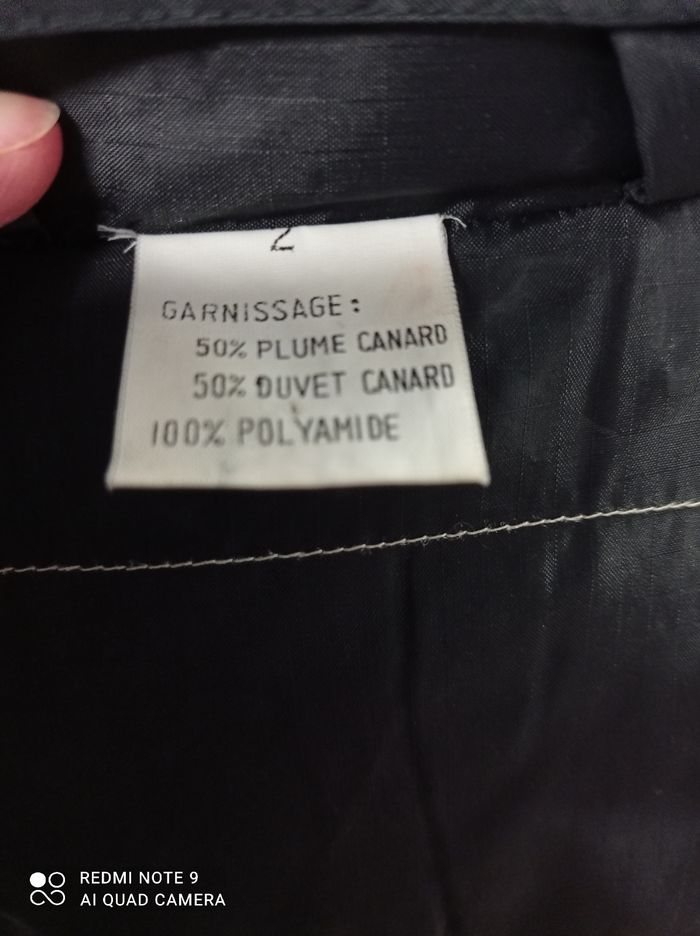 2
GARNISSAGE:
50% PLUME CANARD
50% DUVET CANARD
100% POLYAMIDE
REDMI NOTE 9
AI QUAD CAMERA